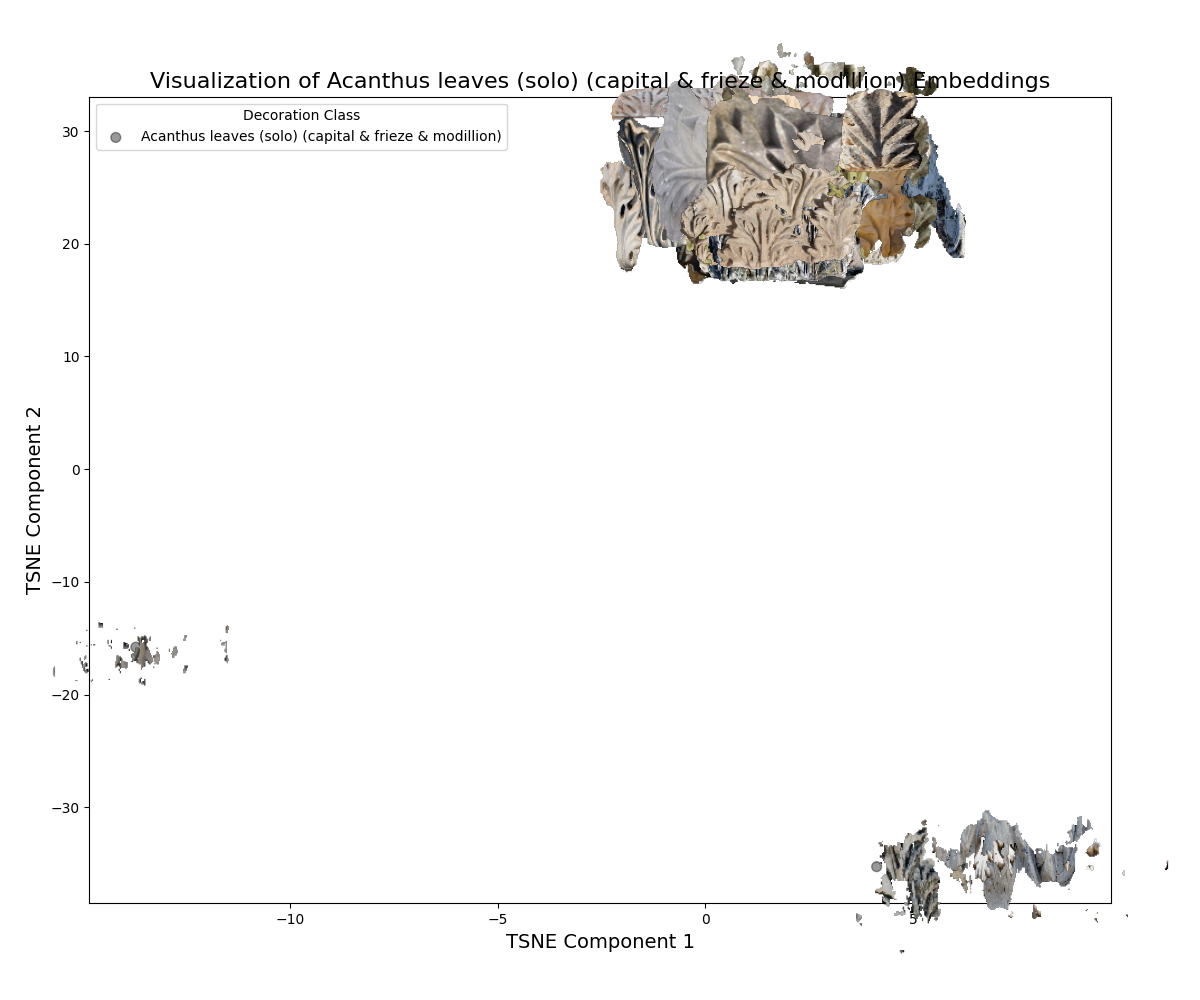 Visualization of Acanthus leaves (solo) (capital & frieze & modillion) Embeddings
Decoration Class
Acanthus leaves (solo) (capital & frieze & modillion)
30
20
10
0
−10
−20
−30
TSNE Component 2
−10
−5
0
5
TSNE Component 1